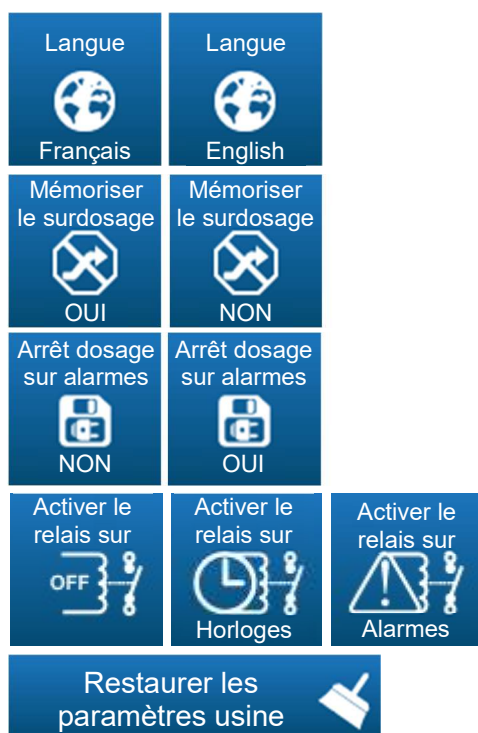 Langue
Français
Langue
English
Mémoriser
le surdosage
OUI
Mémoriser
le surdosage
NON
Arrêt dosage
sur alarmes
NON
Arrêt dosage
sur alarmes
OUI
Activer le
relais sur
OFF
Activer le
relais sur
Horloges
Activer le
relais sur
Alarmes
Restaurer les
paramètres usine